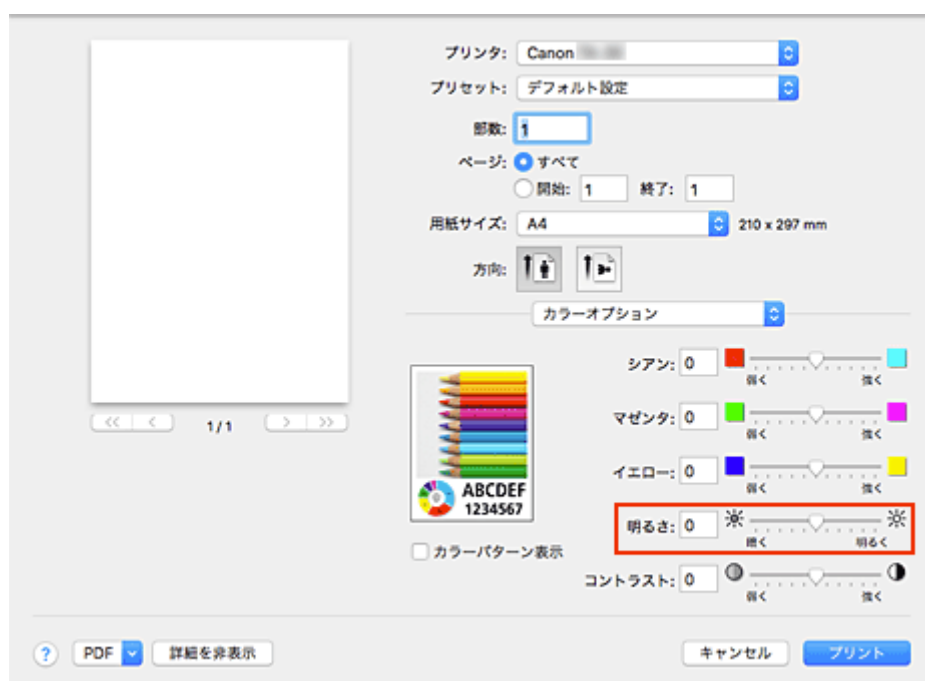 プリンタ: Canon
プリセット: デフォルト設定
部数: 1
ページ: すべて
開始: 1 終了: 1
用紙サイズ: A4 210 x 297 mm
方向:
カラーオプション
シアン: 0
弱く 強く
マゼンタ: 0
弱く 強く
イエロー: 0
弱く 強く
明るさ: 0
暗く 明るく
コントラスト: 0
弱く 強く
ABCDEF
1234567
カラーパターン表示
<< < 1/1 > >>
? PDF 詳細を非表示 キャンセル プリント